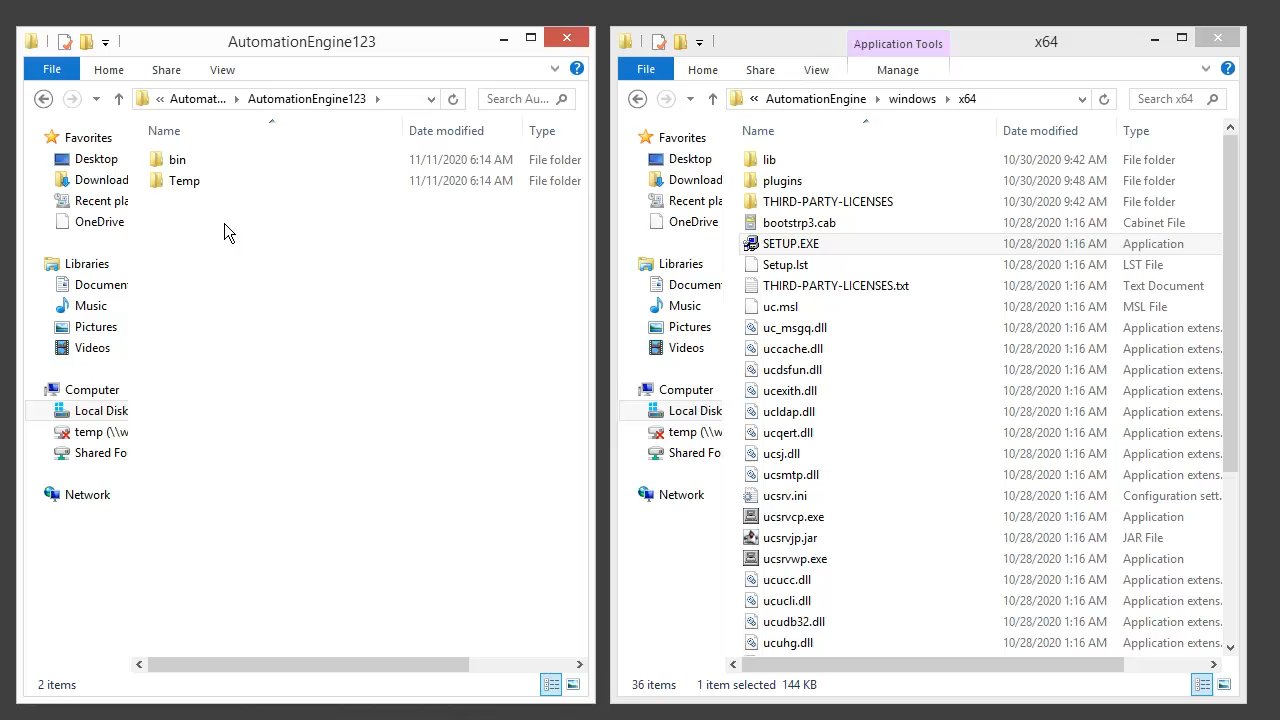 AutomationEngine123
File
Home
Share
View
Automat...
AutomationEngine123
Search Au...
Name
Date modified
Type
Favorites
Desktop
Download
Recent pla
OneDrive
Libraries
Documen
Music
Pictures
Videos
Computer
Local Disk
temp (\\w
Shared Fo
Network
bin 11/11/2020 6:14 AM File folder
Temp 11/11/2020 6:14 AM File folder
2 items
Application Tools
x64
File
Home
Share
View
Manage
AutomationEngine
windows
x64
Search x64
Name
Date modified
Type
Favorites
Desktop
Download
Recent pla
OneDrive
Libraries
Documen
Music
Pictures
Videos
Computer
Local Disk
temp (\\w
Shared Fo
Network
lib 10/30/2020 9:42 AM File folder
plugins 10/30/2020 9:48 AM File folder
THIRD-PARTY-LICENSES 10/30/2020 9:42 AM File folder
bootstrp3.cab 10/28/2020 1:16 AM Cabinet File
SETUP.EXE 10/28/2020 1:16 AM Application
Setup.lst 10/28/2020 1:16 AM LST File
THIRD-PARTY-LICENSES.txt 10/28/2020 1:16 AM Text Document
uc.msl 10/28/2020 1:16 AM MSL File
uc_msgq.dll 10/28/2020 1:16 AM Application extens.
uccache.dll 10/28/2020 1:16 AM Application extens.
ucdsfun.dll 10/28/2020 1:16 AM Application extens.
ucexith.dll 10/28/2020 1:16 AM Application extens.
ucldap.dll 10/28/2020 1:16 AM Application extens.
ucqert.dll 10/28/2020 1:16 AM Application extens.
ucsj.dll 10/28/2020 1:16 AM Application extens.
ucsmtp.dll 10/28/2020 1:16 AM Application extens.
ucsrv.ini 10/28/2020 1:16 AM Configuration sett.
ucsrvcp.exe 10/28/2020 1:16 AM Application
ucsrvjp.jar 10/28/2020 1:16 AM JAR File
ucsrvwp.exe 10/28/2020 1:16 AM Application
ucucc.dll 10/28/2020 1:16 AM Application extens.
ucucli.dll 10/28/2020 1:16 AM Application extens.
ucudb32.dll 10/28/2020 1:16 AM Application extens.
ucuhg.dll 10/28/2020 1:16 AM Application extens.
36 items 1 item selected 144 KB